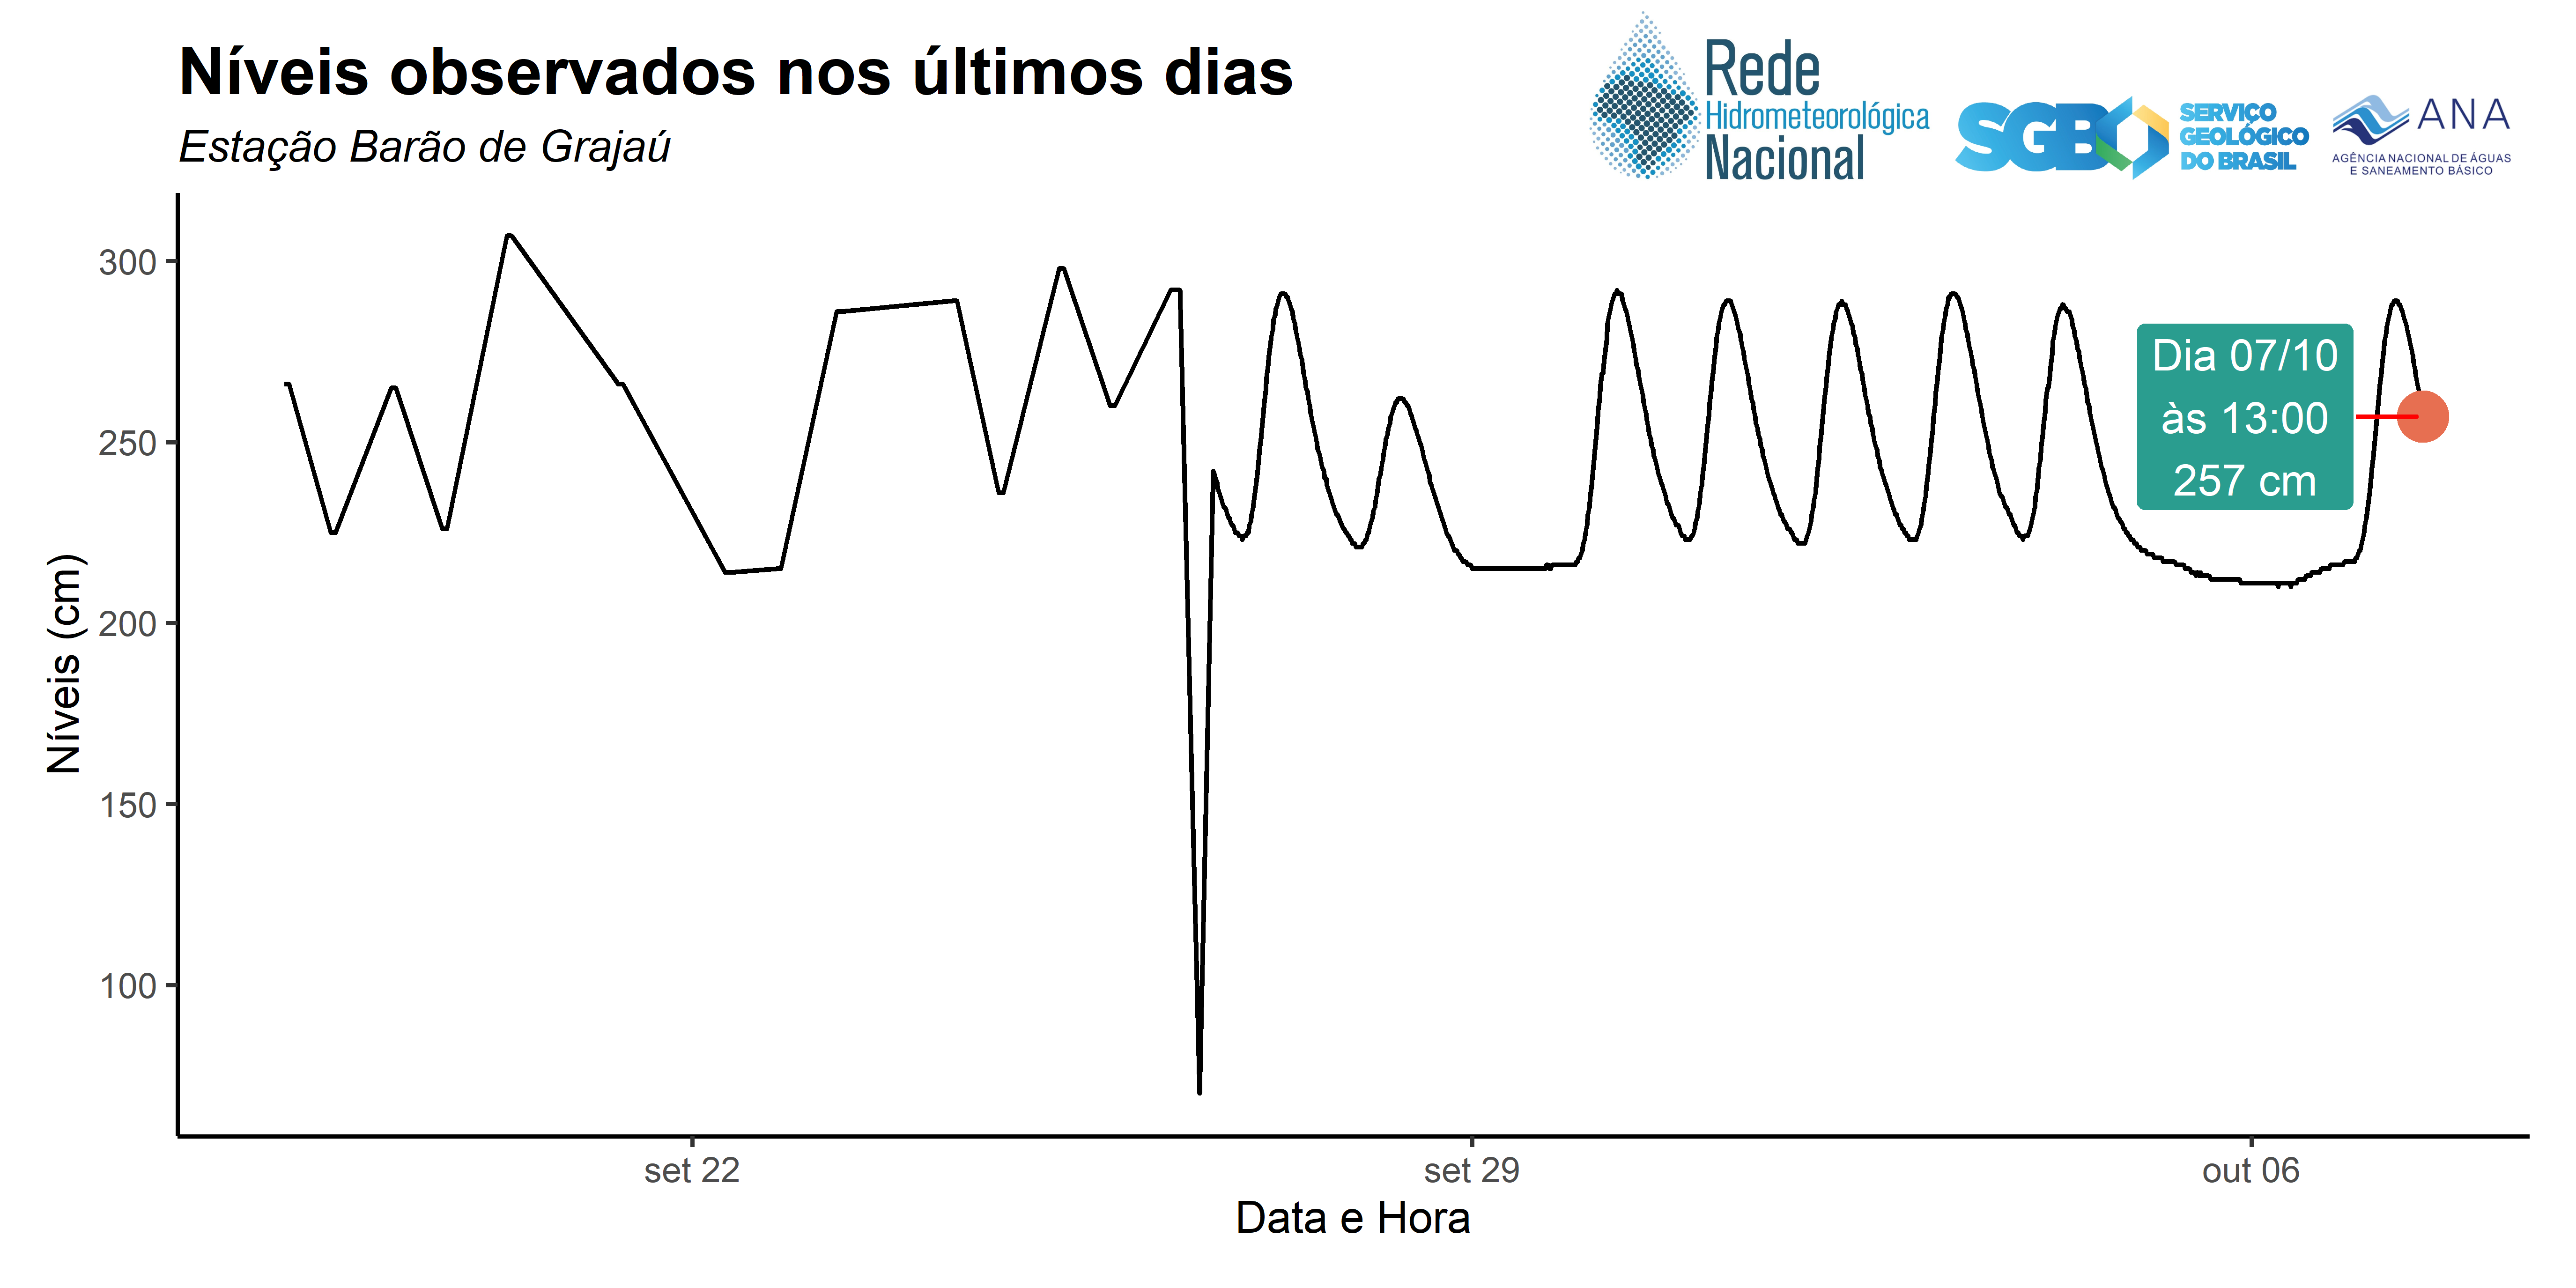 Níveis observados nos últimos dias
Estação Barão de Grajaú
Rede
Hidrometeorológica
Nacional
SGB
SERVIÇO
GEOLÓGICO
DO BRASIL
ANA
AGÊNCIA NACIONAL DE ÁGUAS
E SANEAMENTO BÁSICO
Níveis (cm)
300
250
200
150
100
Dia 07/10
às 13:00
257 cm
set 22
set 29
out 06
Data e Hora